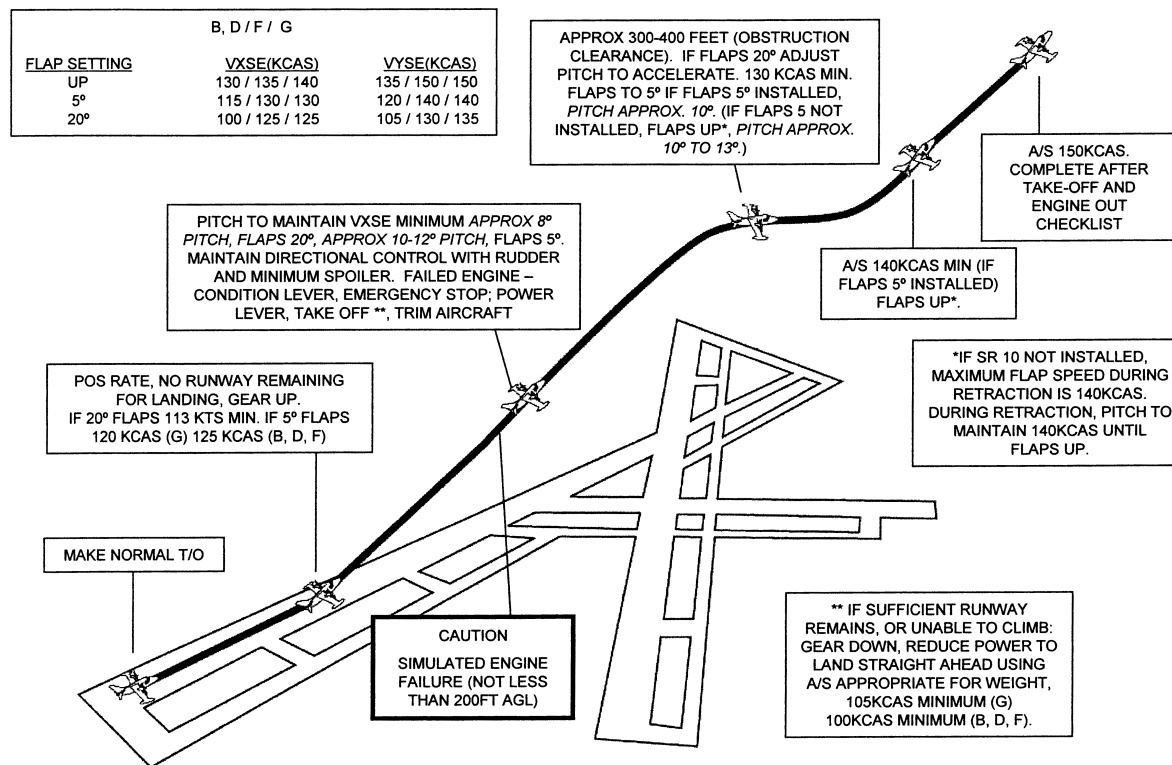 B, D / F / G
FLAP SETTING VXSE(KCAS) VYSE(KCAS)
UP 130 / 135 / 140 135 / 150 / 150
5º 115 / 130 / 130 120 / 140 / 140
20º 100 / 125 / 125 105 / 130 / 135
APPROX 300-400 FEET (OBSTRUCTION
CLEARANCE). IF FLAPS 20º ADJUST
PITCH TO ACCELERATE. 130 KCAS MIN.
FLAPS TO 5º IF FLAPS 5º INSTALLED,
PITCH APPROX. 10º. (IF FLAPS 5 NOT
INSTALLED, FLAPS UP*, PITCH APPROX.
10º TO 13º.)
A/S 150KCAS.
COMPLETE AFTER
TAKE-OFF AND
ENGINE OUT
CHECKLIST
PITCH TO MAINTAIN VXSE MINIMUM APPROX 8º
PITCH, FLAPS 20º, APPROX 10-12º PITCH, FLAPS 5º.
MAINTAIN DIRECTIONAL CONTROL WITH RUDDER
AND MINIMUM SPOILER. FAILED ENGINE –
CONDITION LEVER, EMERGENCY STOP; POWER
LEVER, TAKE OFF **, TRIM AIRCRAFT
A/S 140KCAS MIN (IF
FLAPS 5º INSTALLED)
FLAPS UP*.
*IF SR 10 NOT INSTALLED,
MAXIMUM FLAP SPEED DURING
RETRACTION IS 140KCAS.
DURING RETRACTION, PITCH TO
MAINTAIN 140KCAS UNTIL
FLAPS UP.
POS RATE, NO RUNWAY REMAINING
FOR LANDING, GEAR UP.
IF 20º FLAPS 113 KTS MIN. IF 5º FLAPS
120 KCAS (G) 125 KCAS (B, D, F)
MAKE NORMAL T/O
CAUTION
SIMULATED ENGINE
FAILURE (NOT LESS
THAN 200FT AGL)
** IF SUFFICIENT RUNWAY
REMAINS, OR UNABLE TO CLIMB:
GEAR DOWN, REDUCE POWER TO
LAND STRAIGHT AHEAD USING
A/S APPROPRIATE FOR WEIGHT,
105KCAS MINIMUM (G)
100KCAS MINIMUM (B, D, F).